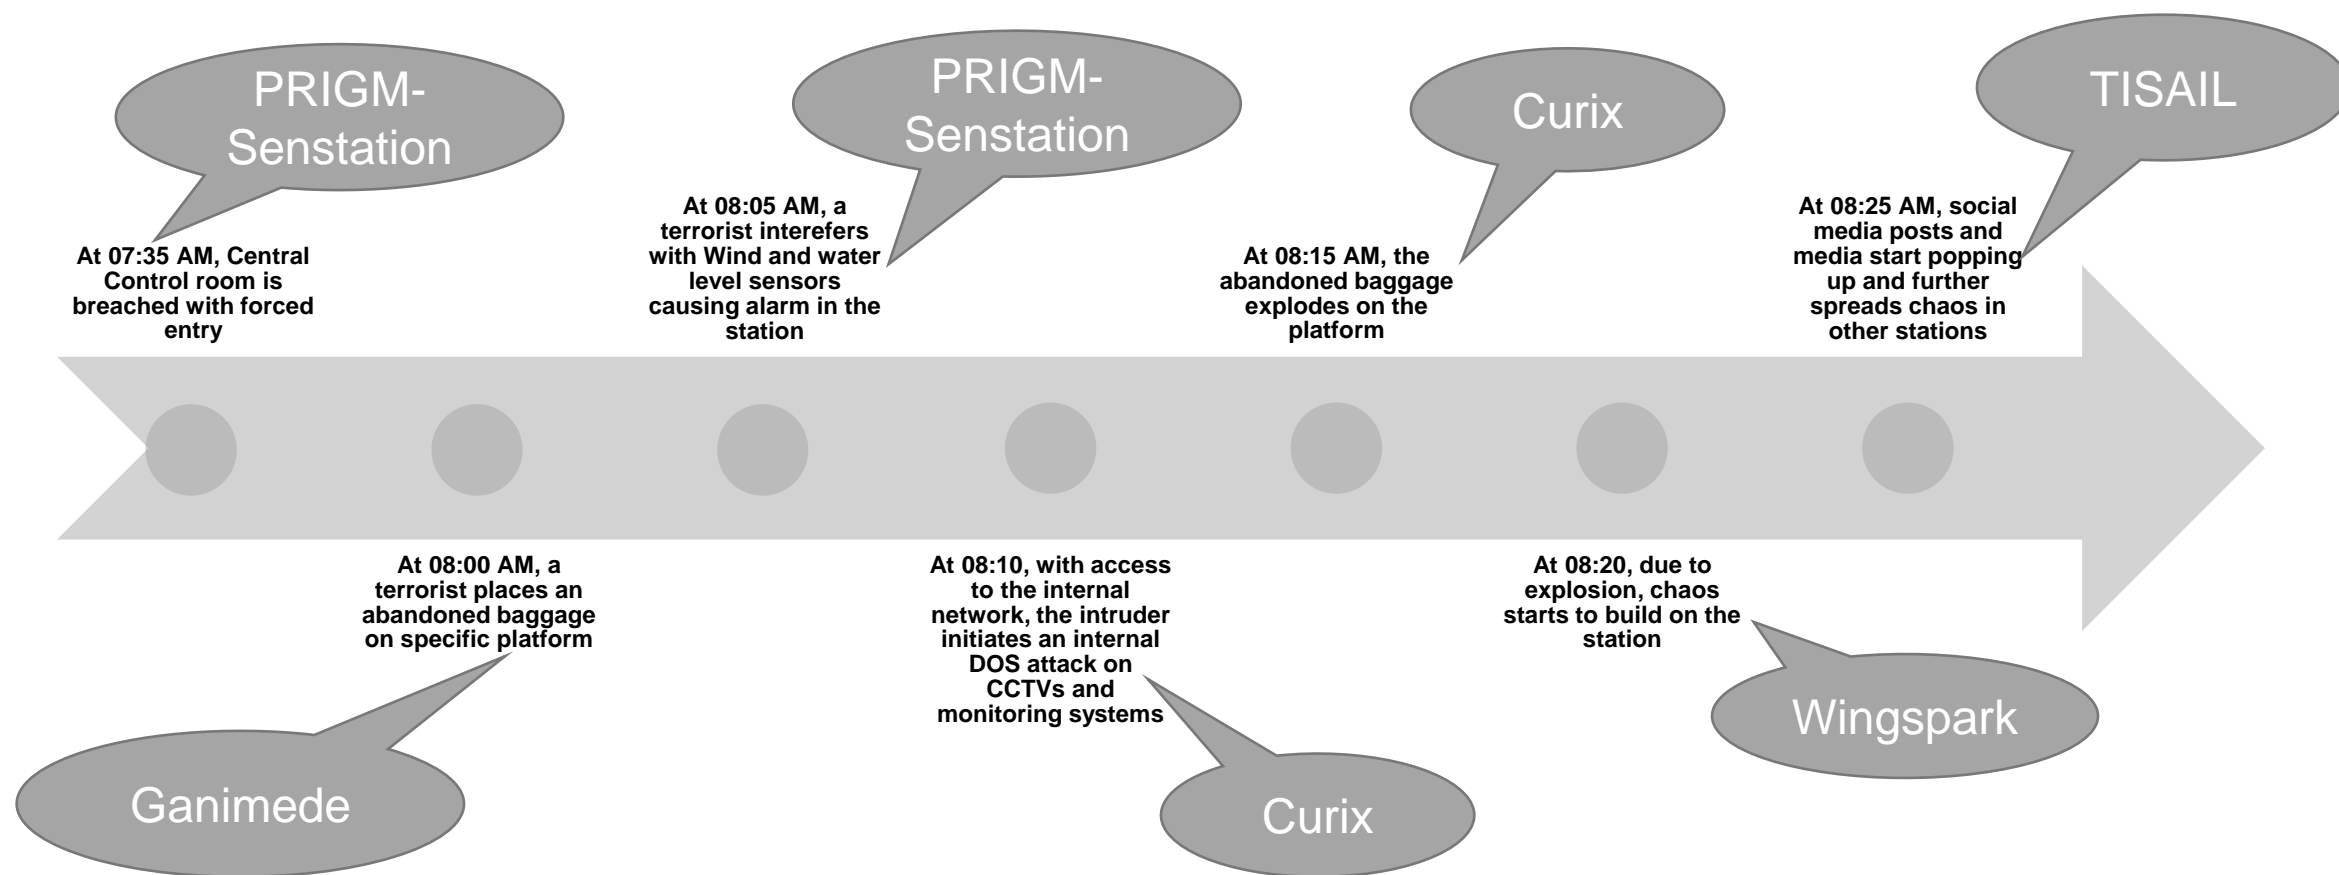 PRIGM-
Senstation
At 07:35 AM, Central
Control room is
breached with forced
entry
At 08:00 AM, a
terrorist places an
abandoned baggage
on specific platform
Ganimede
PRIGM-
Senstation
At 08:05 AM, a
terrorist interefers
with Wind and water
level sensors
causing alarm in the
station
At 08:10, with access
to the internal
network, the intruder
initiates an internal
DOS attack on
CCTVs and
monitoring systems
Curix
Curix
At 08:15 AM, the
abandoned baggage
explodes on the
platform
At 08:20, due to
explosion, chaos
starts to build on the
station
Wingspark
TISAIL
At 08:25 AM, social
media posts and
media start popping
up and further
spreads chaos in
other stations